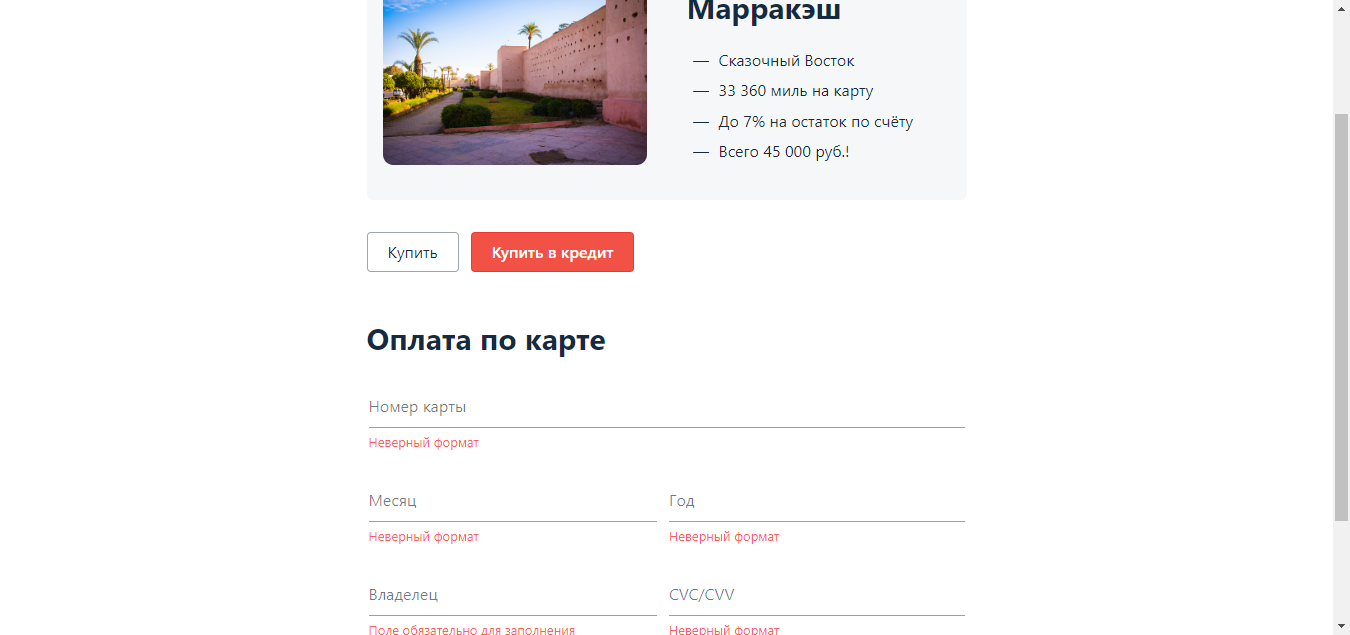 Марракэш
— Сказочный Восток
— 33 360 миль на карту
— До 7% на остаток по счёту
— Всего 45 000 руб.!
Купить
Купить в кредит
Оплата по карте
Номер карты
Неверный формат
Месяц
Год
Неверный формат
Неверный формат
Владелец
CVC/CVV
Поле обязательно для заполнения
Неверный формат